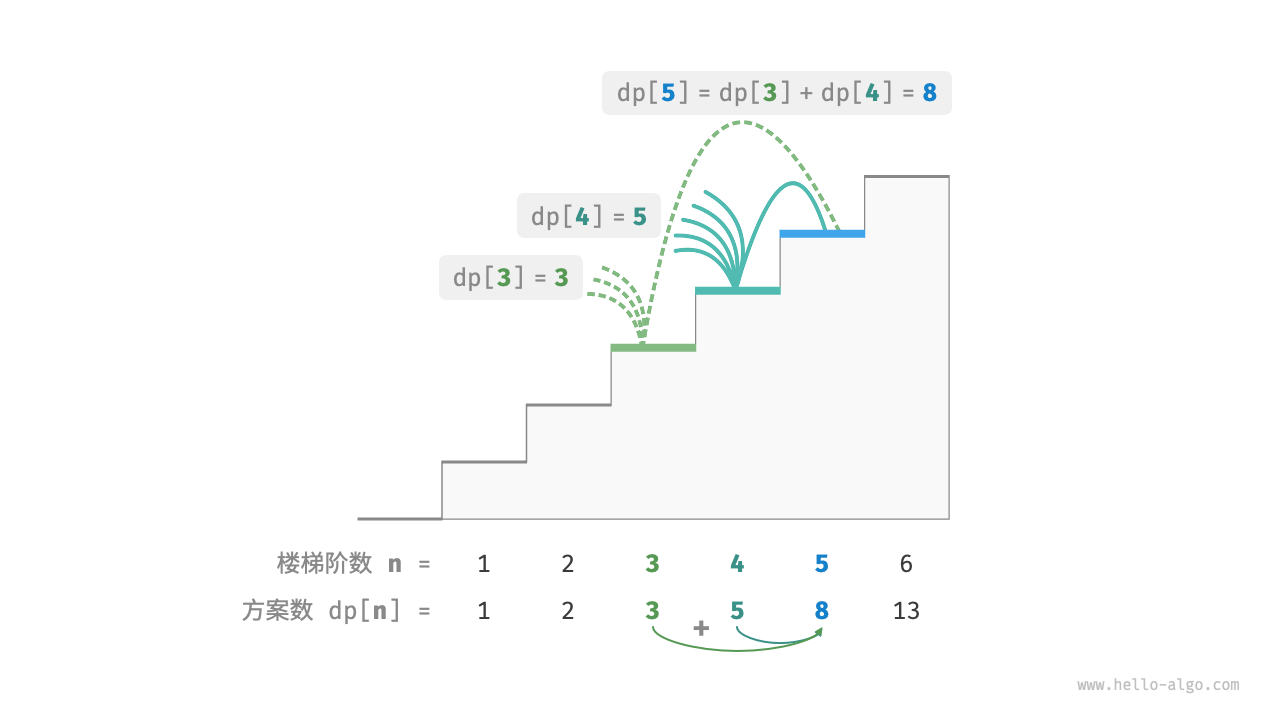 dp[5] = dp[3] + dp[4] = 8
dp[4] = 5
dp[3] = 3
楼梯阶数 n = 1 2 3 4 5 6
方案数 dp[n] = 1 2 3 5 8 13
+
www.hello-algo.com